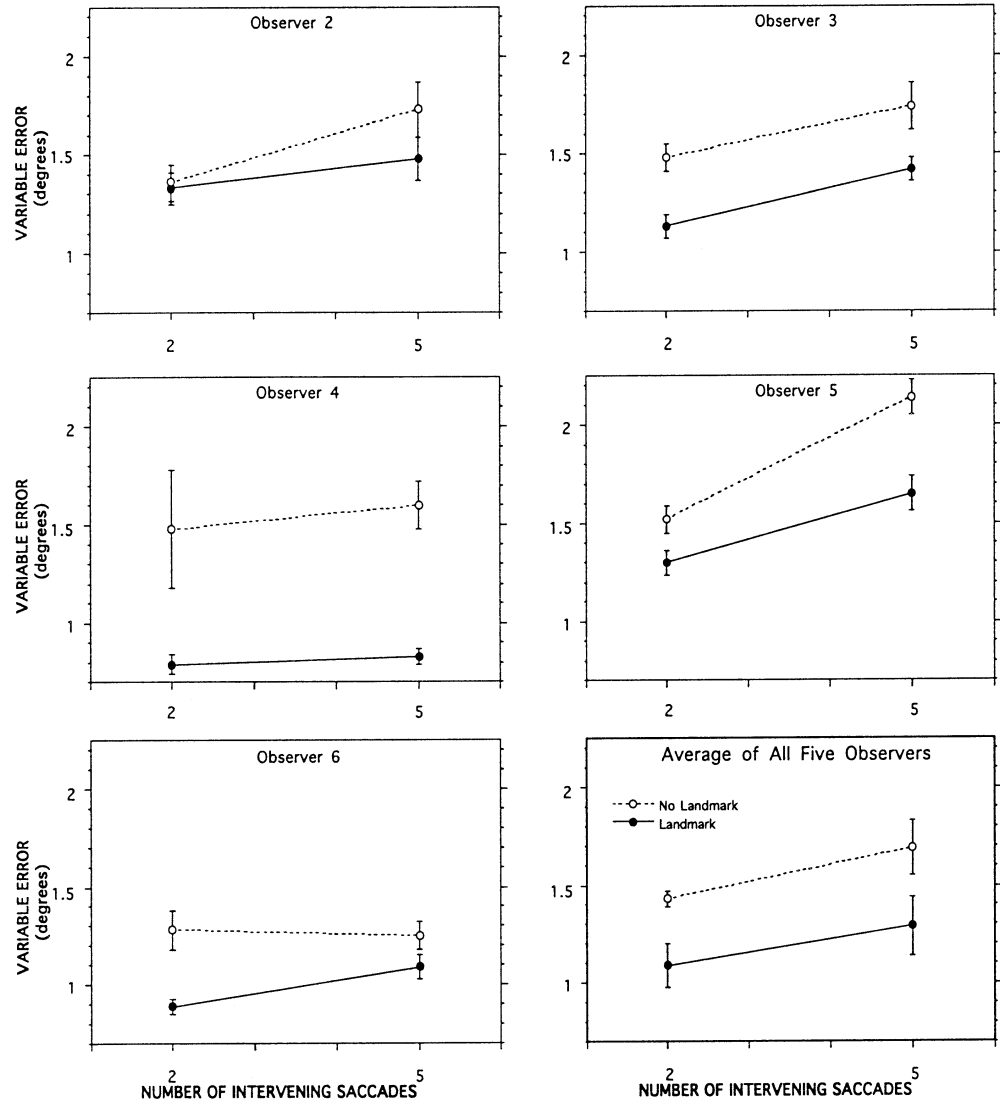 Observer 2
2
1.5
1
VARIABLE ERROR
(degrees)
2
5
Observer 3
2
1.5
1
2
5
Observer 4
2
1.5
1
VARIABLE ERROR
(degrees)
2
5
Observer 5
2
1.5
1
2
5
Observer 6
2
1.5
1
VARIABLE ERROR
(degrees)
2
5
NUMBER OF INTERVENING SACCADES
Average of All Five Observers
No Landmark
Landmark
2
1.5
1
2
5
NUMBER OF INTERVENING SACCADES